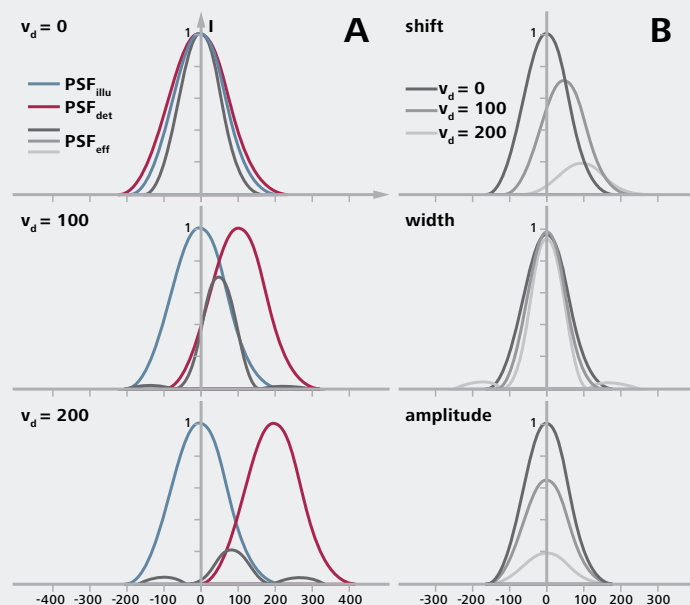 v_d = 0
I
A
1
PSF_illu
PSF_det
PSF_eff
v_d = 100
1
v_d = 200
1
-400 -300 -200 -100 0 100 200 300 400
shift
B
1
v_d = 0
v_d = 100
v_d = 200
width
1
amplitude
1
-300 -200 -100 0 100 200 300